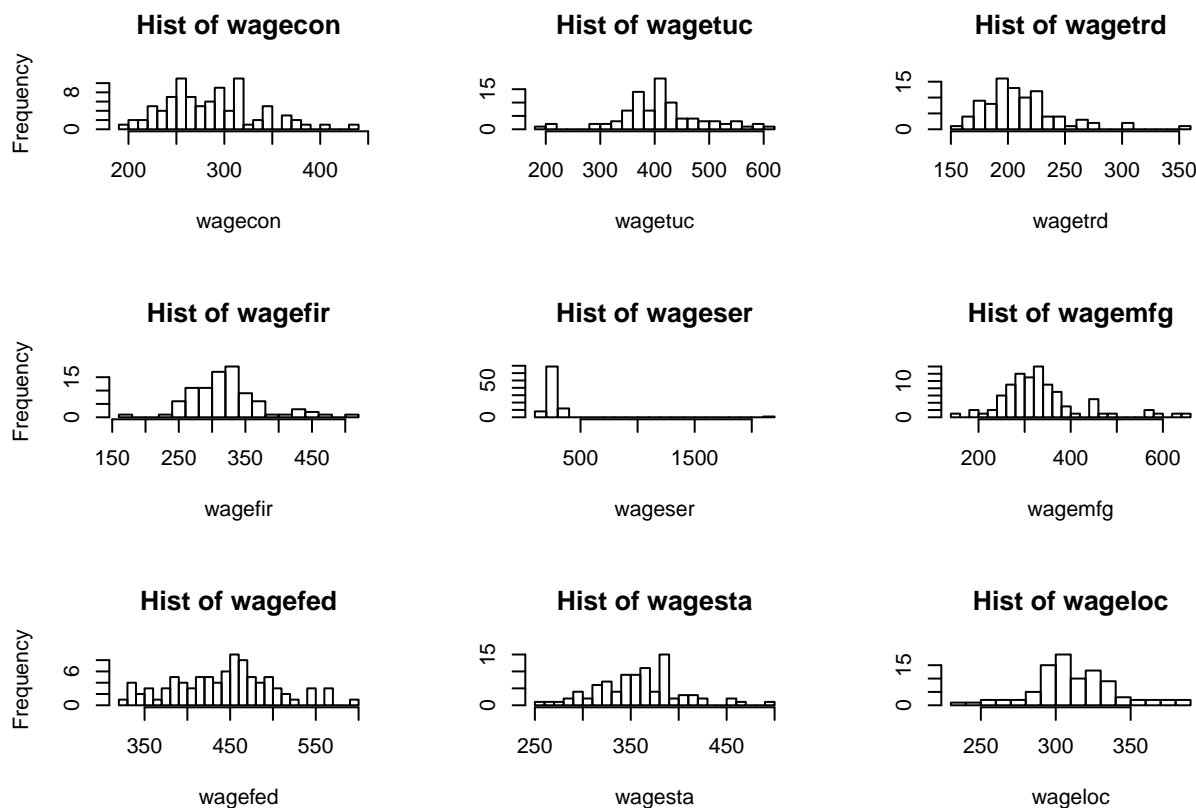 Hist of wagecon
Hist of wagetuc
Hist of wagetrd
Frequency
0
8
200
300
400
wagecon
0
15
200
300
400
500
600
wagetuc
0
15
150
200
250
300
350
wagetrd
Hist of wagefir
Hist of wageser
Hist of wagemfg
Frequency
0
15
150
250
350
450
wagefir
0
50
500
1500
wageser
0
10
200
400
600
wagemfg
Hist of wagefed
Hist of wagesta
Hist of wageloc
Frequency
0
6
350
450
550
wagefed
0
15
250
350
450
wagesta
0
15
250
300
350
wageloc